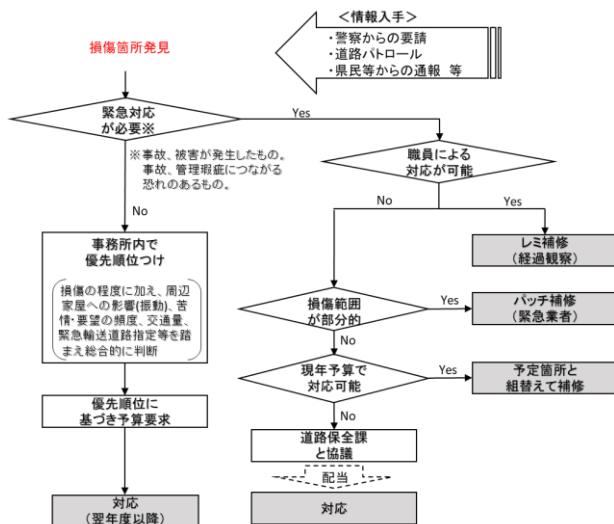 <情報入手>
・警察からの要請
・道路パトロール
・県民等からの通報 等
損傷箇所発見
緊急対応
が必要※
Yes
※事故、被害が発生したもの。
事故、管理瑕疵につながる
恐れのあるもの。
No
職員による
対応が可能
No
Yes
レミ補修
(経過観察)
事務所内で
優先順位つけ
損傷の程度に加え、周辺
家屋への影響(振動)、苦
情・要望の頻度、交通量、
緊急輸送道路指定等を踏
まえ総合的に判断
損傷範囲
が部分的
Yes
パッチ補修
(緊急業者)
No
現年予算で
対応可能
Yes
予定箇所と
組替えて補修
No
優先順位に
基づき予算要求
道路保全課
と協議
配当
対応
(翌年度以降)
対応